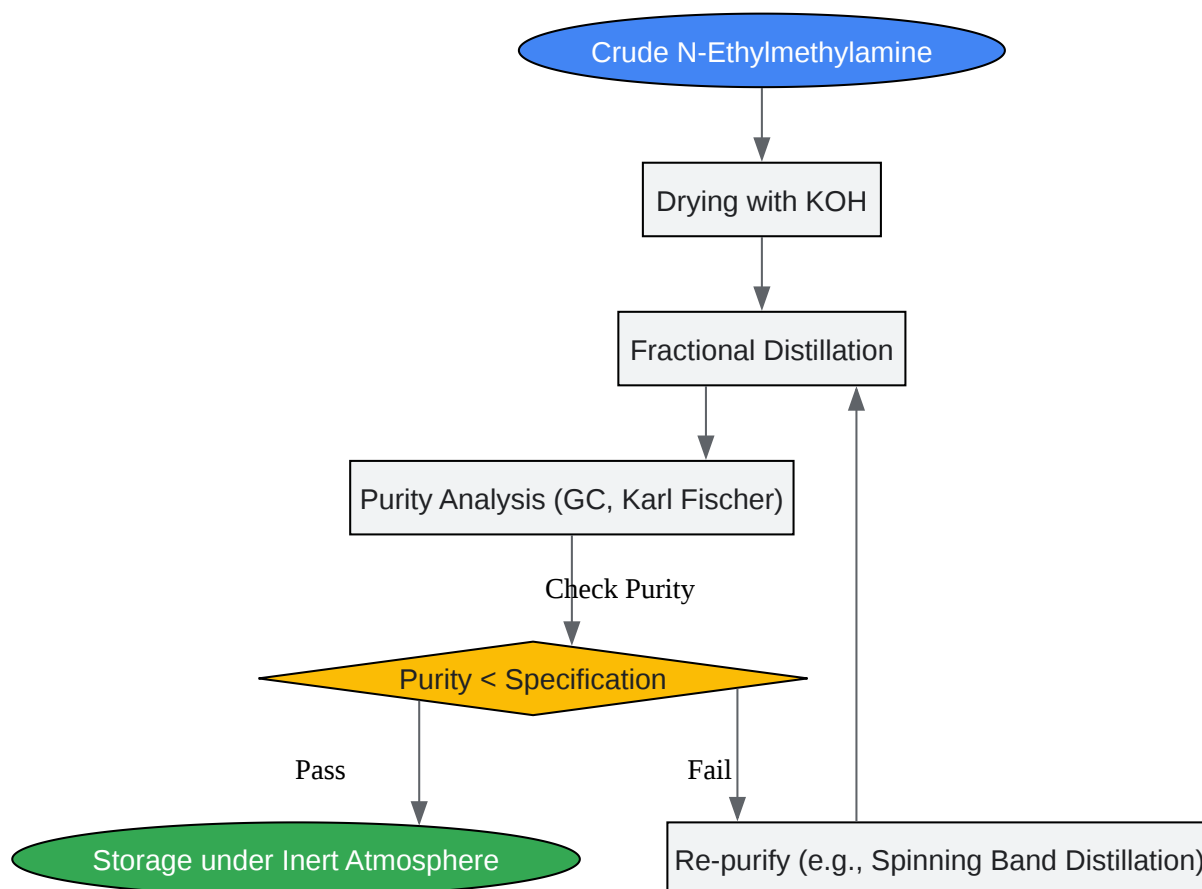 Crude N-Ethylmethylamine
Drying with KOH
Fractional Distillation
Purity Analysis (GC, Karl Fischer)
Check Purity
Purity < Specification
Pass
Fail
Storage under Inert Atmosphere
Re-purify (e.g., Spinning Band Distillation)